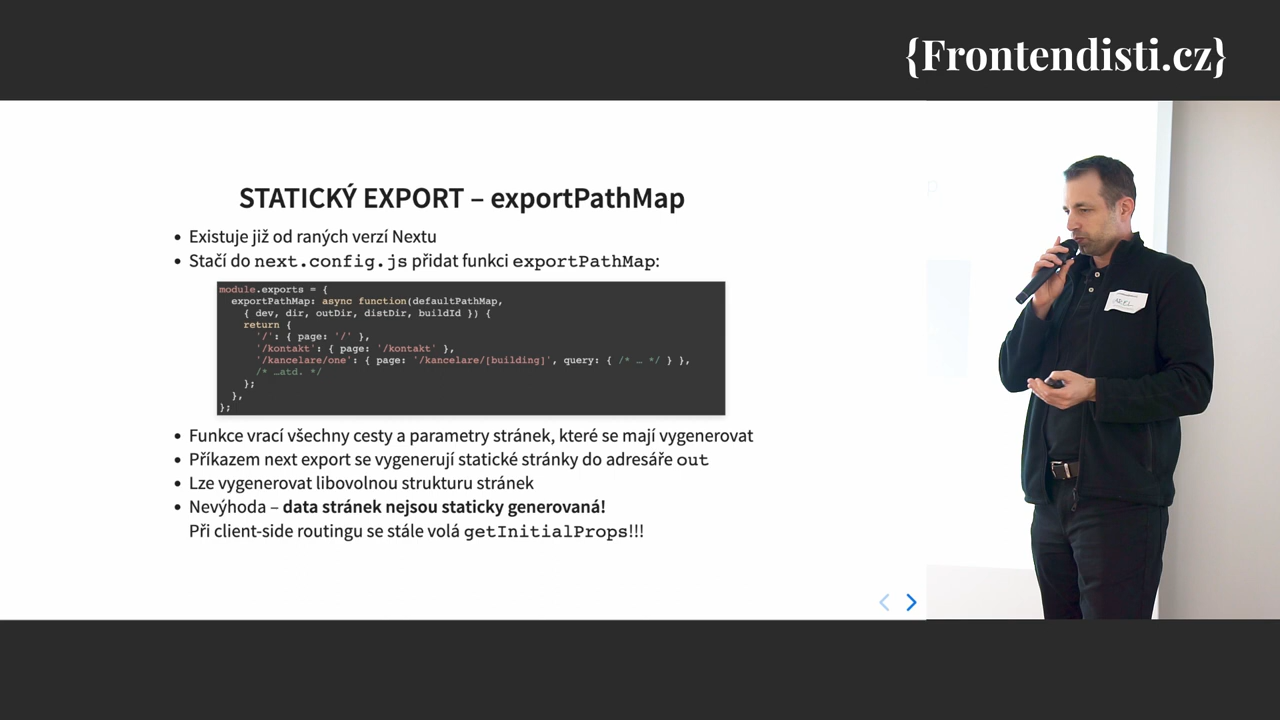 {Frontendisti.cz}
STATICKÝ EXPORT – exportPathMap
• Existuje již od raných verzí Nextu
• Stačí do next.config.js přidat funkci exportPathMap:
module.exports = {
  exportPathMap: async function(defaultPathMap,
    { dev, dir, outDir, distDir, buildId }) {
    return {
      '/': { page: '/' },
      '/kontakt': { page: '/kontakt' },
      '/kancelare/one': { page: '/kancelare/[building]', query: { /* … */ } },
      /* …atd. */
    };
  },
};
• Funkce vrací všechny cesty a parametry stránek, které se mají vygenerovat
• Příkazem next export se vygenerují statické stránky do adresáře out
• Lze vygenerovat libovolnou strukturu stránek
• Nevýhoda – data stránek nejsou staticky generovaná!
Při client-side routingu se stále volá getInitialProps!!!